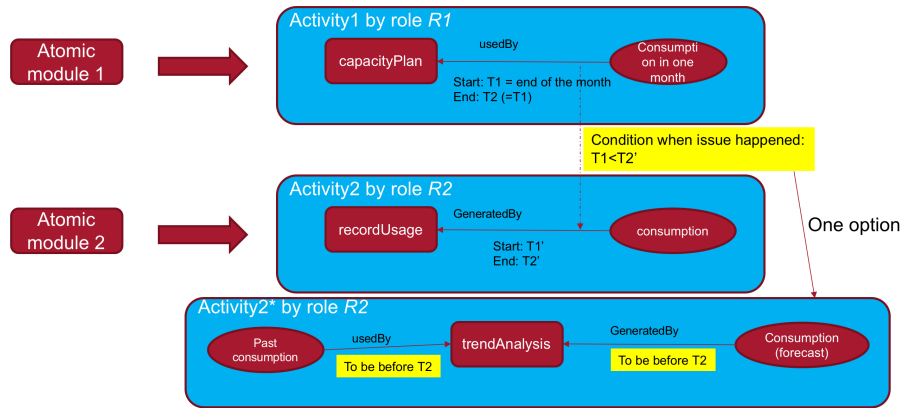 Activity1 by role R1
Atomic
module 1
capacityPlan
usedBy
Consumpti
on in one
month
Start: T1 = end of the month
End: T2 (=T1)
Condition when issue happened:
T1<T2’
Activity2 by role R2
Atomic
module 2
recordUsage
GeneratedBy
consumption
Start: T1’
End: T2’
One option
Activity2* by role R2
Past
consumption
usedBy
To be before T2
trendAnalysis
GeneratedBy
To be before T2
Consumption
(forecast)